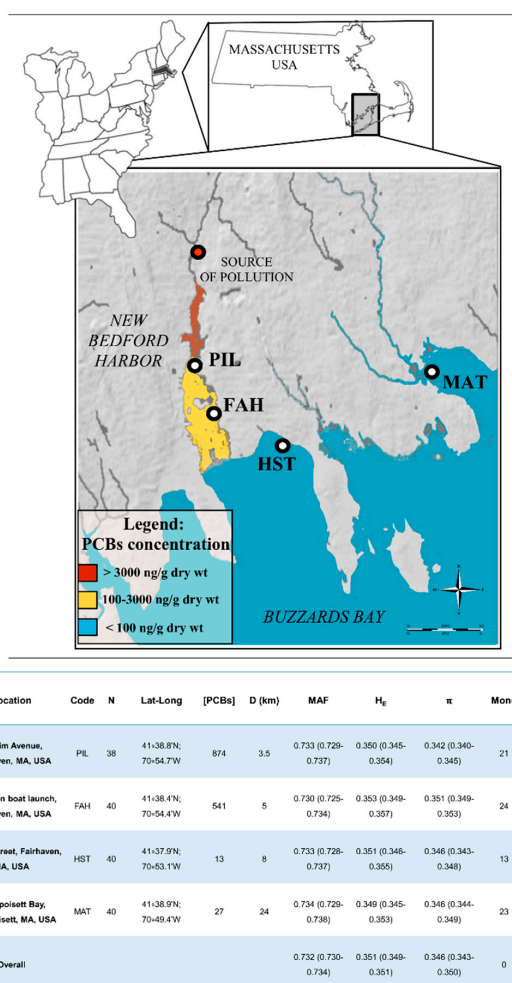 MASSACHUSETTS
USA
SOURCE
OF POLLUTION
NEW
BEDFORD
HARBOR
PIL
FAH
MAT
HST
Legend:
PCBs concentration
> 3000 ng/g dry wt
100-3000 ng/g dry wt
< 100 ng/g dry wt
BUZZARDS BAY
ocation Code N Lat-Long [PCBs] D (km) MAF HE π Mono
im Avenue,
ven, MA, USA
PIL 38 41∘38.8'N;
70∘54.7'W
874 3.5 0.733 (0.729-
0.737)
0.350 (0.345-
0.354)
0.342 (0.340-
0.345)
21
n boat launch,
ven, MA, USA
FAH 40 41∘38.4'N;
70∘54.4'W
541 5 0.730 (0.725-
0.734)
0.353 (0.349-
0.357)
0.351 (0.349-
0.353)
24
reet, Fairhaven,
IA, USA
HST 40 41∘37.9'N;
70∘53.1'W
13 8 0.733 (0.728-
0.737)
0.351 (0.346-
0.355)
0.346 (0.343-
0.348)
13
poisett Bay,
isett, MA, USA
MAT 40 41∘38.9'N;
70∘49.4'W
27 24 0.734 (0.729-
0.738)
0.349 (0.345-
0.353)
0.346 (0.344-
0.349)
23
Overall 0.732 (0.730-
0.734)
0.351 (0.349-
0.351)
0.346 (0.343-
0.350)
0